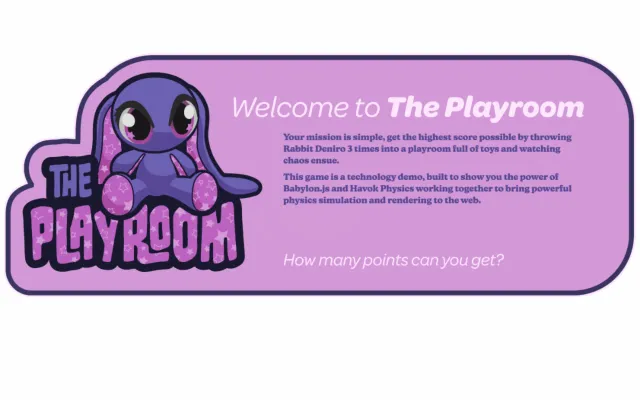 THE
PLAYROOM
Welcome to The Playroom
Your mission is simple, get the highest score possible by throwing
Rabbit Deniro 3 times into a playroom full of toys and watching
chaos ensue.
This game is a technology demo, built to show you the power of
Babylon.js and Havok Physics working together to bring powerful
physics simulation and rendering to the web.
How many points can you get?